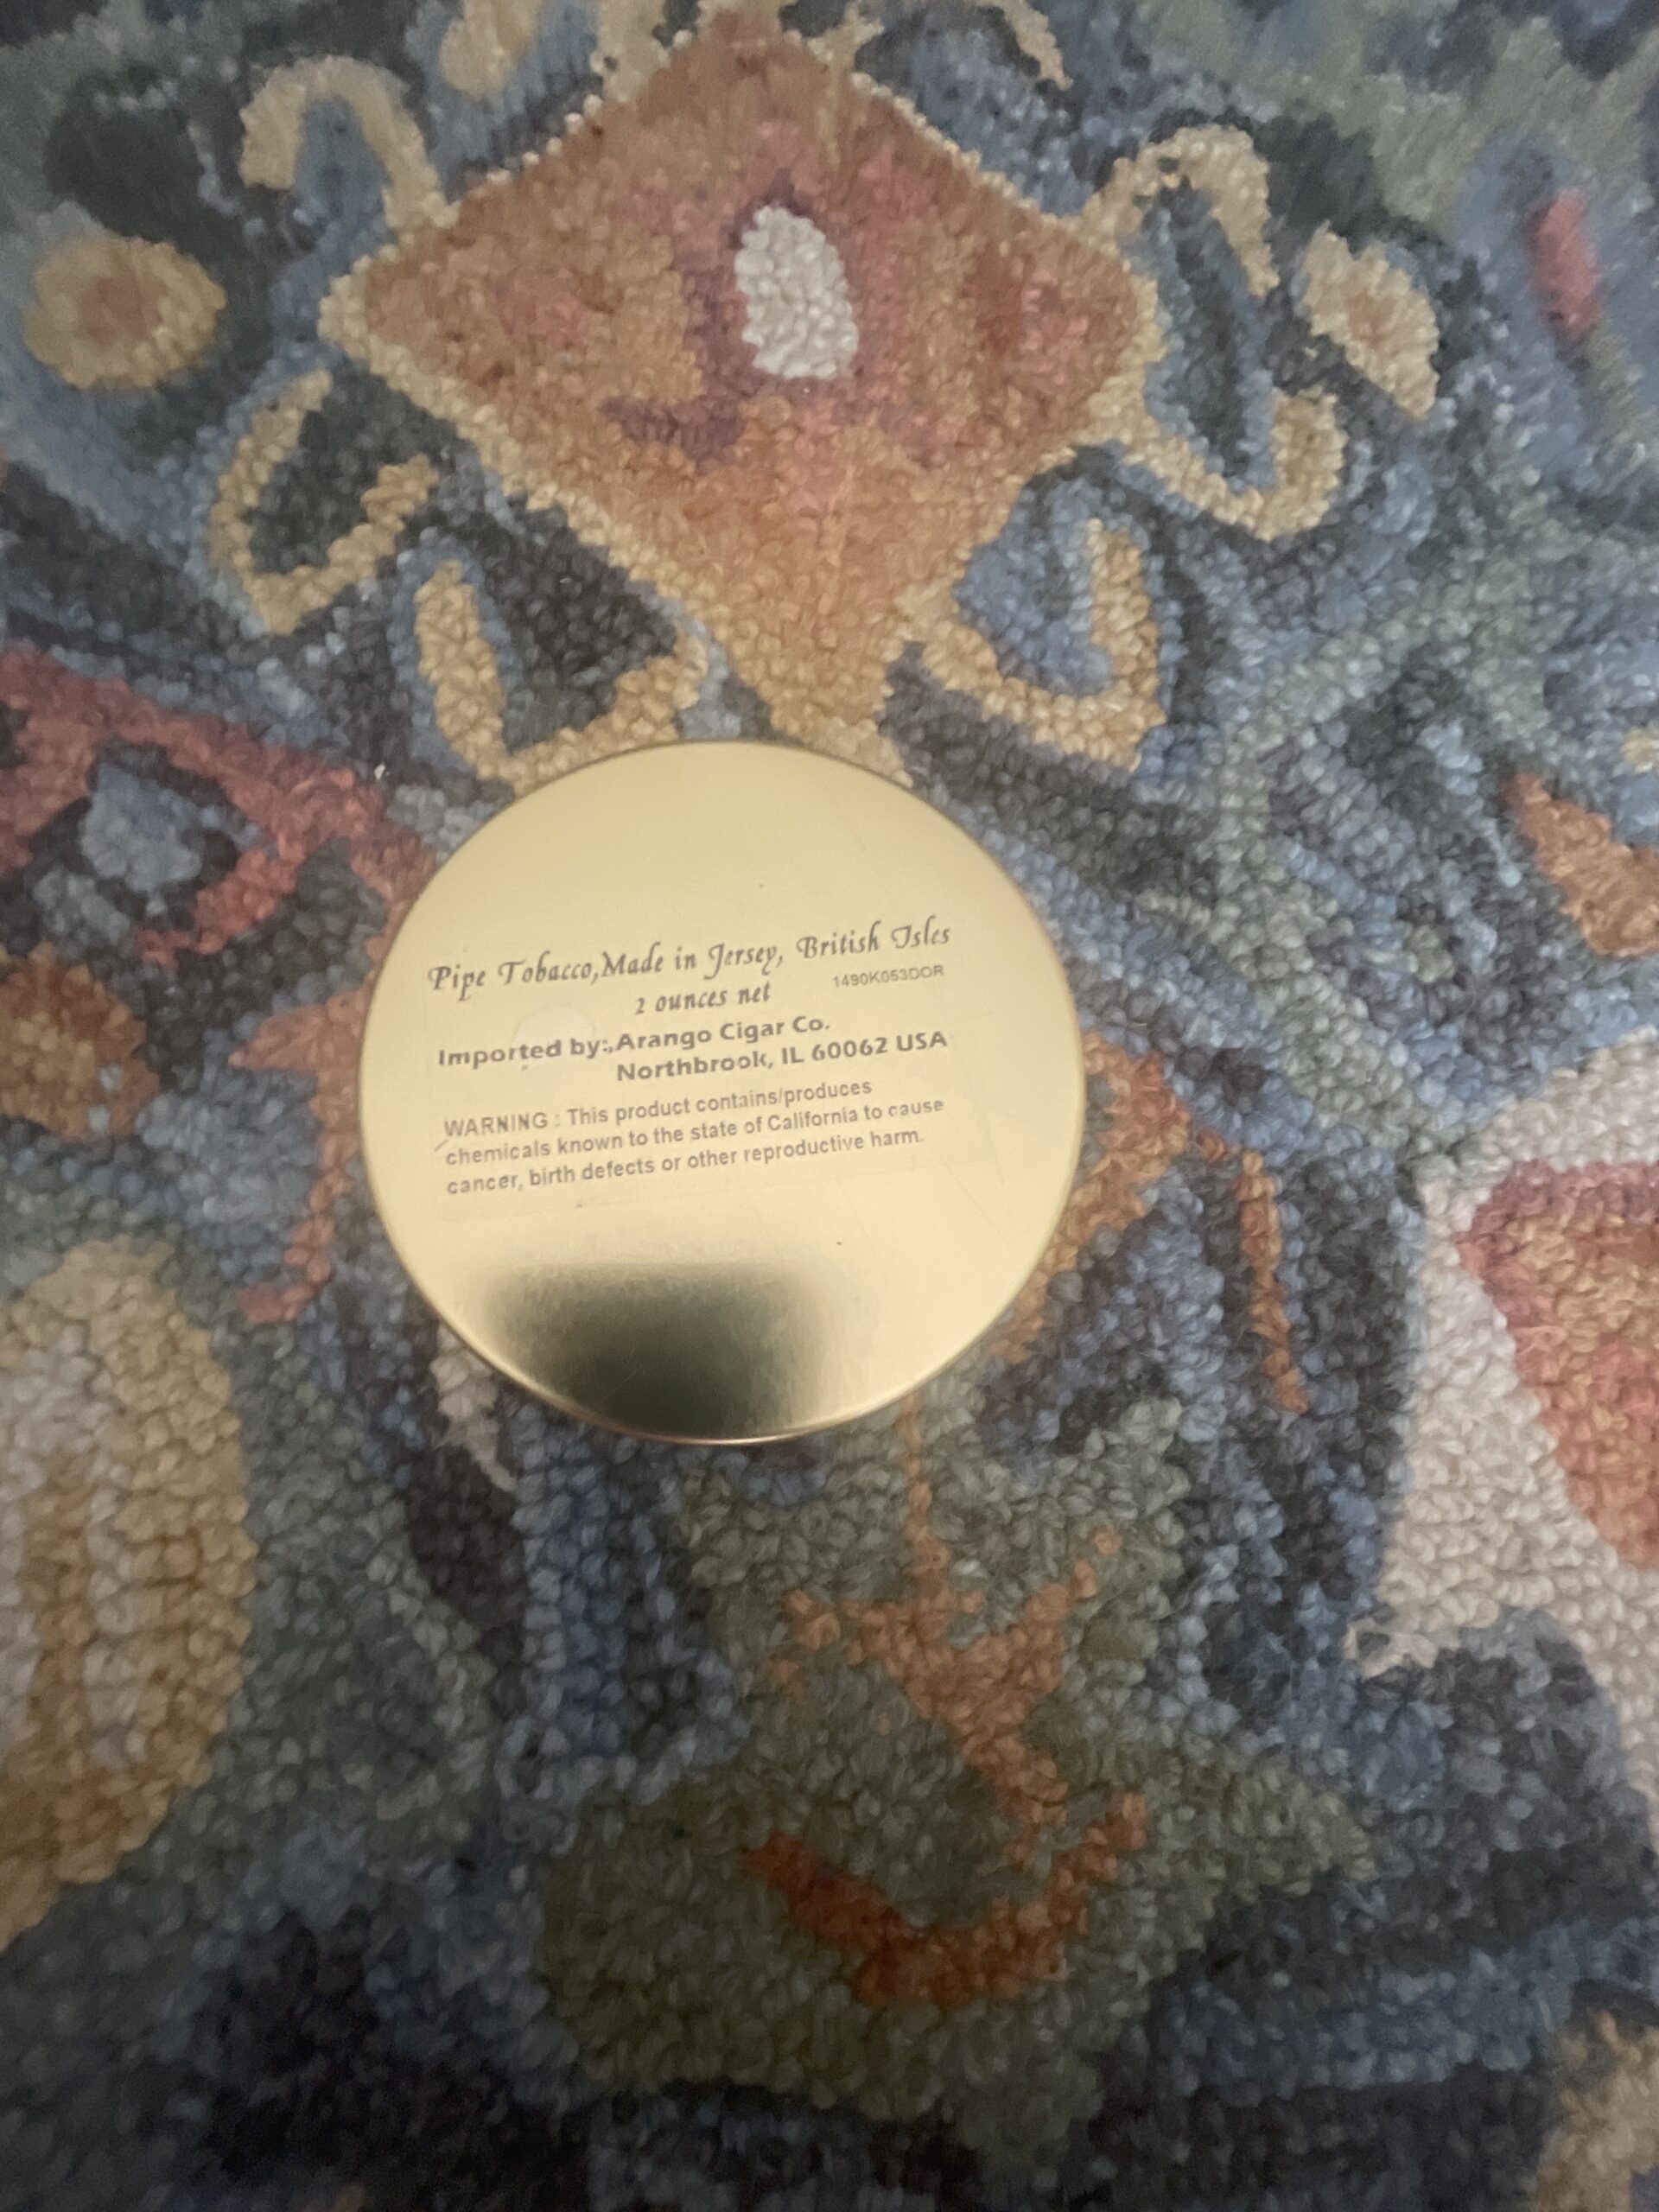 Pipe Tobacco,Made in Jersey, British Isles
2 ounces net 1490K053DOR
Imported by:,Arango Cigar Co.
Northbrook, IL 60062 USA
WARNING : This product contains/produces
chemicals known to the state of California to cause
cancer, birth defects or other reproductive harm.